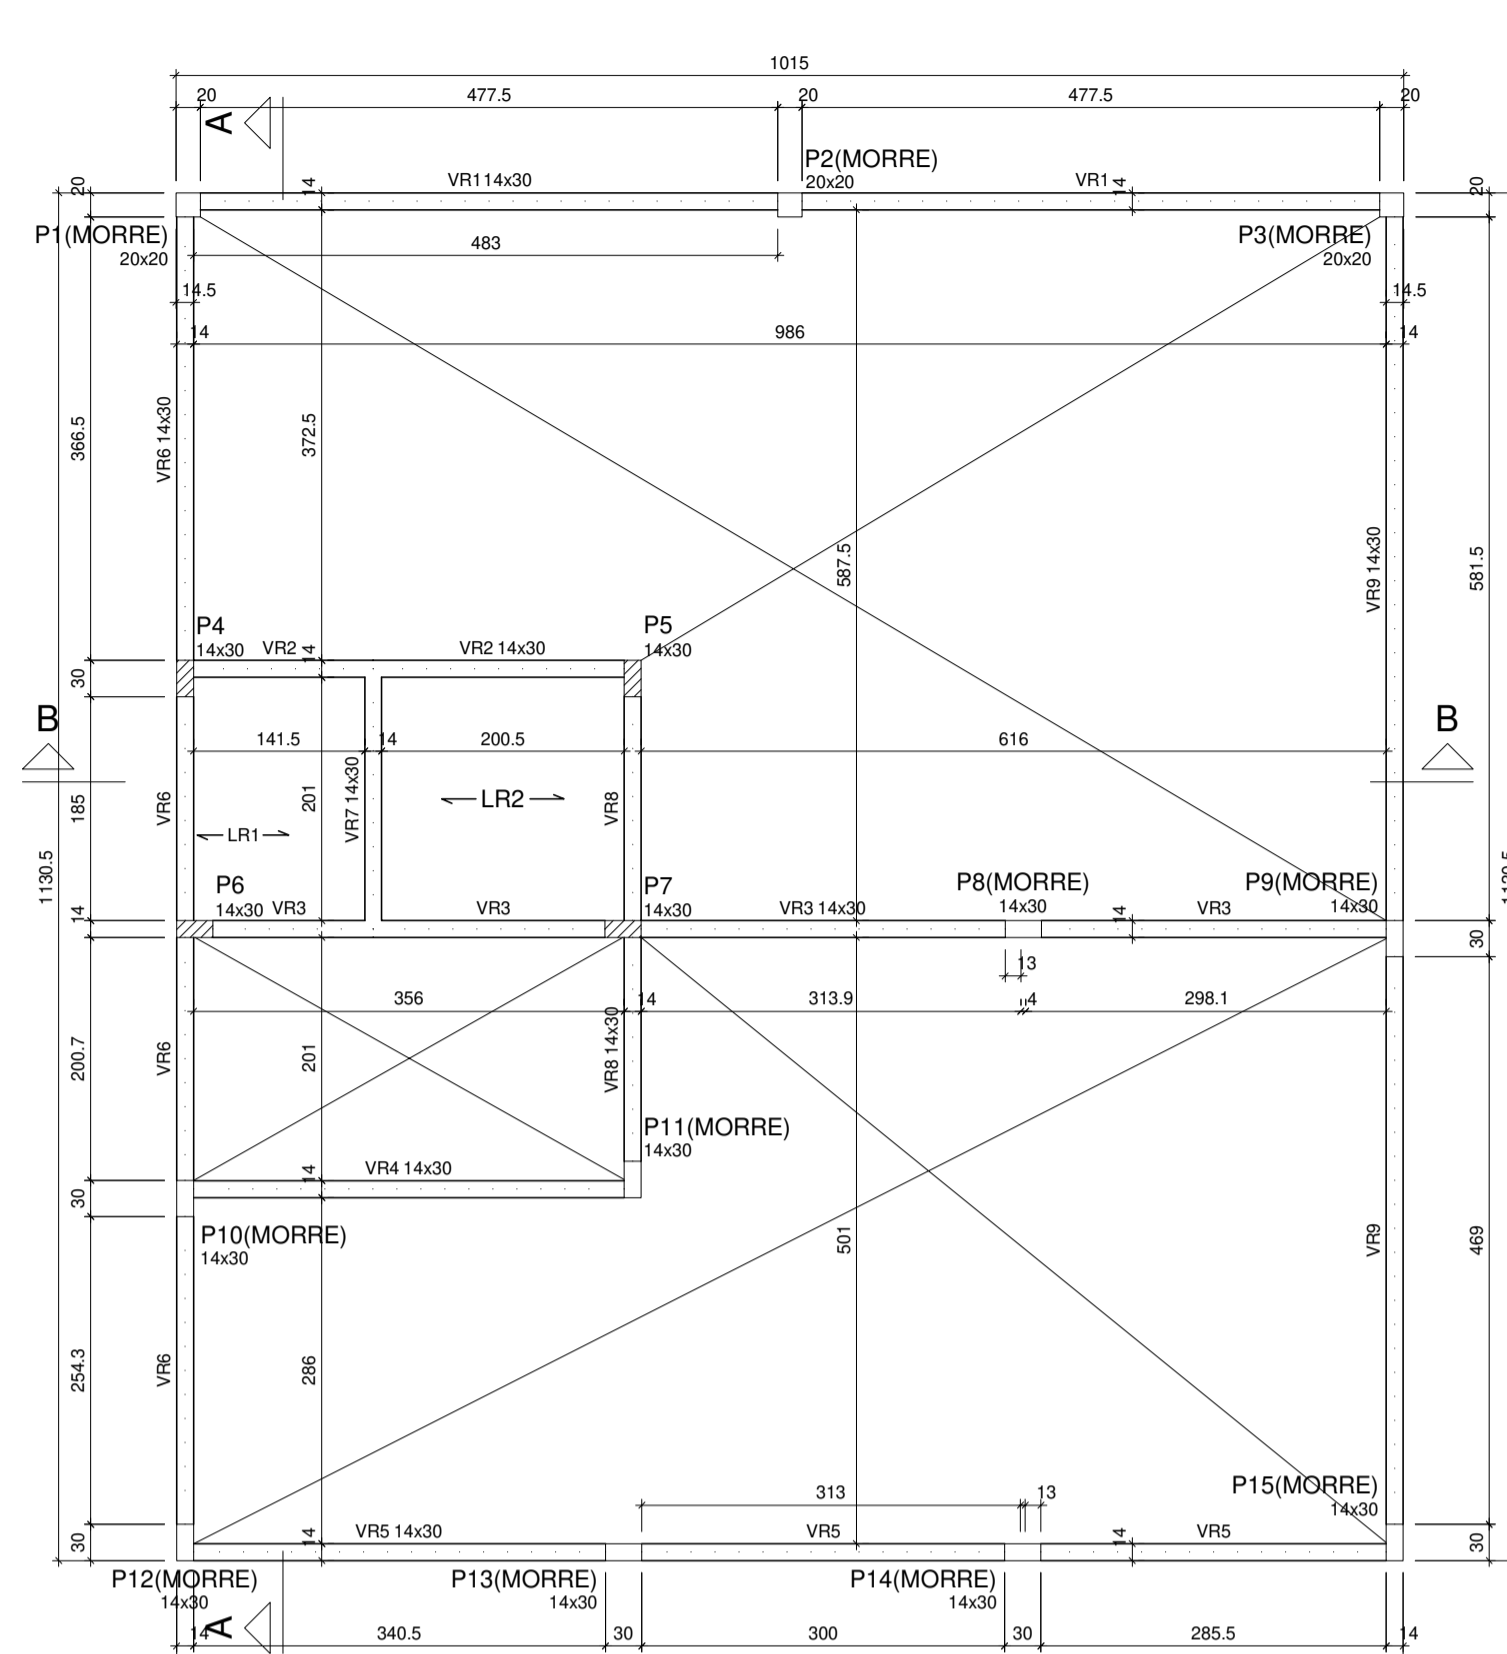 1015
20 477.5 20 477.5 20
A
P2(MORRE)
20x20
VR114x30
VR1
14
14
20
20
P1(MORRE)
20x20
P3(MORRE)
20x20
483
14.5
14.5
14 986 14
366.5
VR6 14x30
372.5
587.5
VR9 14x30
581.5
P4
14x30
VR2
14
VR2 14x30
P5
14x30
30
B
B
141.5 14 200.5 616
185
VR6
201
VR7 14x30
LR2
VR8
LR1
1130.5
P6
14x30
VR3
VR3
P7
14x30
VR3 14x30
P8(MORRE)
14x30
P9(MORRE)
14x30
14
VR3
14
30
13
356 14 313.9 4 298.1
200.7
VR6
201
VR8 14x30
P11(MORRE)
14x30
14
VR4 14x30
30
P10(MORRE)
14x30
501
VR9
469
254.3
VR6
286
313 13
P15(MORRE)
14x30
30
14
VR5 14x30
VR5
14
VR5
30
P12(MORRE)
14x30
P13(MORRE)
14x30
P14(MORRE)
14x30
A
14 340.5 30 300 30 285.5 14